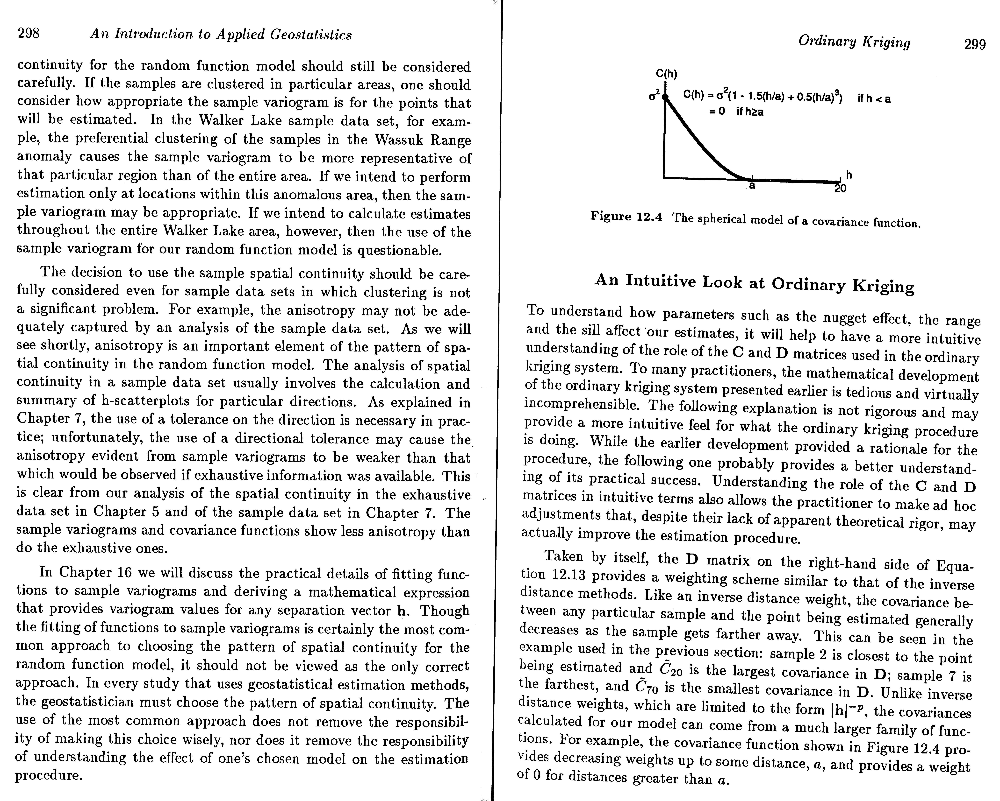 298 An Introduction to Applied Geostatistics
continuity for the random function model should still be considered
carefully. If the samples are clustered in particular areas, one should
consider how appropriate the sample variogram is for the points that
will be estimated. In the Walker Lake sample data set, for exam-
ple, the preferential clustering of the samples in the Wassuk Range
anomaly causes the sample variogram to be more representative of
that particular region than of the entire area. If we intend to perform
estimation only at locations within this anomalous area, then the sam-
ple variogram may be appropriate. If we intend to calculate estimates
throughout the entire Walker Lake area, however, then the use of the
sample variogram for our random function model is questionable.
The decision to use the sample spatial continuity should be care-
fully considered even for sample data sets in which clustering is not
a significant problem. For example, the anisotropy may not be ade-
quately captured by an analysis of the sample data set. As we will
see shortly, anisotropy is an important element of the pattern of spa-
tial continuity in the random function model. The analysis of spatial
continuity in a sample data set usually involves the calculation and
summary of h-scatterplots for particular directions. As explained in
Chapter 7, the use of a tolerance on the direction is necessary in prac-
tice; unfortunately, the use of a directional tolerance may cause the
anisotropy evident from sample variograms to be weaker than that
which would be observed if exhaustive information was available. This
is clear from our analysis of the spatial continuity in the exhaustive
data set in Chapter 5 and of the sample data set in Chapter 7. The
sample variograms and covariance functions show less anisotropy than
do the exhaustive ones.
In Chapter 16 we will discuss the practical details of fitting func-
tions to sample variograms and deriving a mathematical expression
that provides variogram values for any separation vector h. Though
the fitting of functions to sample variograms is certainly the most com-
mon approach to choosing the pattern of spatial continuity for the
random function model, it should not be viewed as the only correct
approach. In every study that uses geostatistical estimation methods,
the geostatistician must choose the pattern of spatial continuity. The
use of the most common approach does not remove the responsibil-
ity of making this choice wisely, nor does it remove the responsibility
of understanding the effect of one's chosen model on the estimation
procedure.
Ordinary Kriging 299
C(h)
σ² C(h) = σ²(1 - 1.5(h/a) + 0.5(h/a)³) if h < a
= 0 if h≥a
h
a 20
Figure 12.4 The spherical model of a covariance function.
An Intuitive Look at Ordinary Kriging
To understand how parameters such as the nugget effect, the range
and the sill affect our estimates, it will help to have a more intuitive
understanding of the role of the C and D matrices used in the ordinary
kriging system. To many practitioners, the mathematical development
of the ordinary kriging system presented earlier is tedious and virtually
incomprehensible. The following explanation is not rigorous and may
provide a more intuitive feel for what the ordinary kriging procedure
is doing. While the earlier development provided a rationale for the
procedure, the following one probably provides a better understand-
ing of its practical success. Understanding the role of the C and D
matrices in intuitive terms also allows the practitioner to make ad hoc
adjustments that, despite their lack of apparent theoretical rigor, may
actually improve the estimation procedure.
Taken by itself, the D matrix on the right-hand side of Equa-
tion 12.13 provides a weighting scheme similar to that of the inverse
distance methods. Like an inverse distance weight, the covariance be-
tween any particular sample and the point being estimated generally
decreases as the sample gets farther away. This can be seen in the
example used in the previous section: sample 2 is closest to the point
being estimated and C̃₂₀ is the largest covariance in D; sample 7 is
the farthest, and C̃₇₀ is the smallest covariance in D. Unlike inverse
distance weights, which are limited to the form |h|⁻ᵖ, the covariances
calculated for our model can come from a much larger family of func-
tions. For example, the covariance function shown in Figure 12.4 pro-
vides decreasing weights up to some distance, a, and provides a weight
of 0 for distances greater than a.